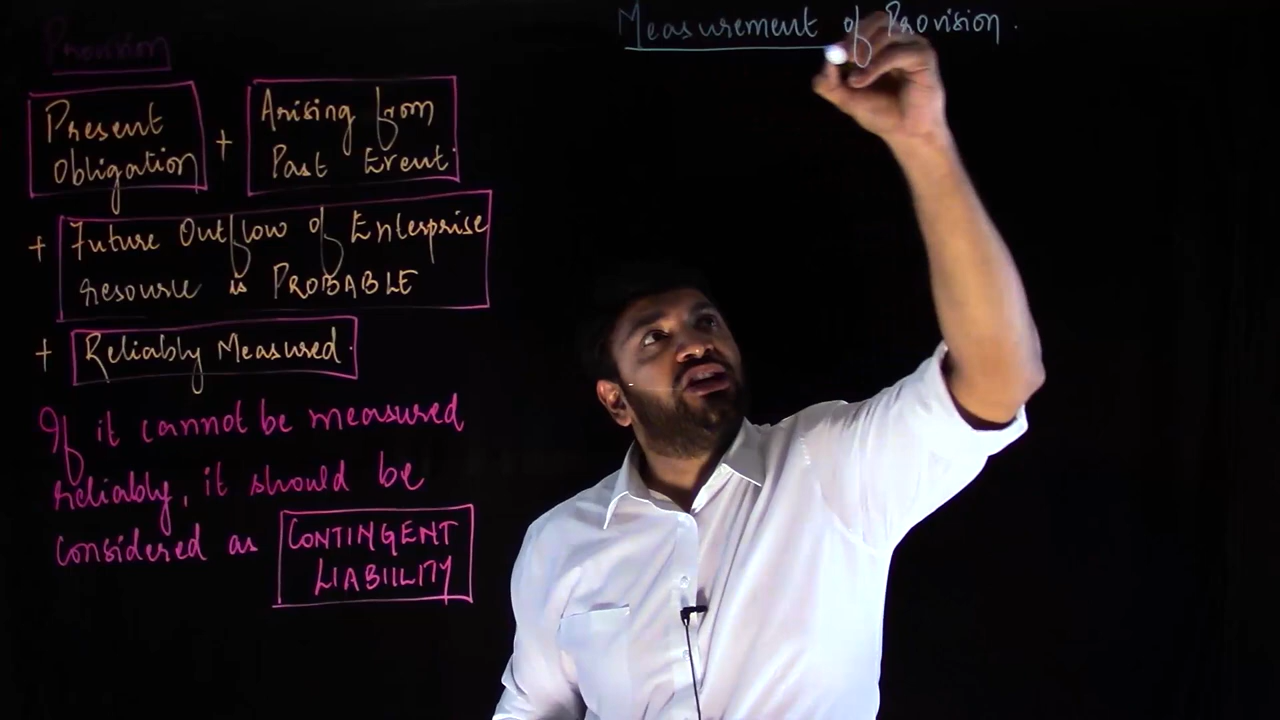 Provision
Present
Obligation
+
Arising from
Past Event.
+ Future Outflow of Enterprise
resource is PROBABLE
+ Reliably Measured.
If it cannot be measured
reliably, it should be
considered as CONTINGENT
LIABIILITY
Measurement of Provision.